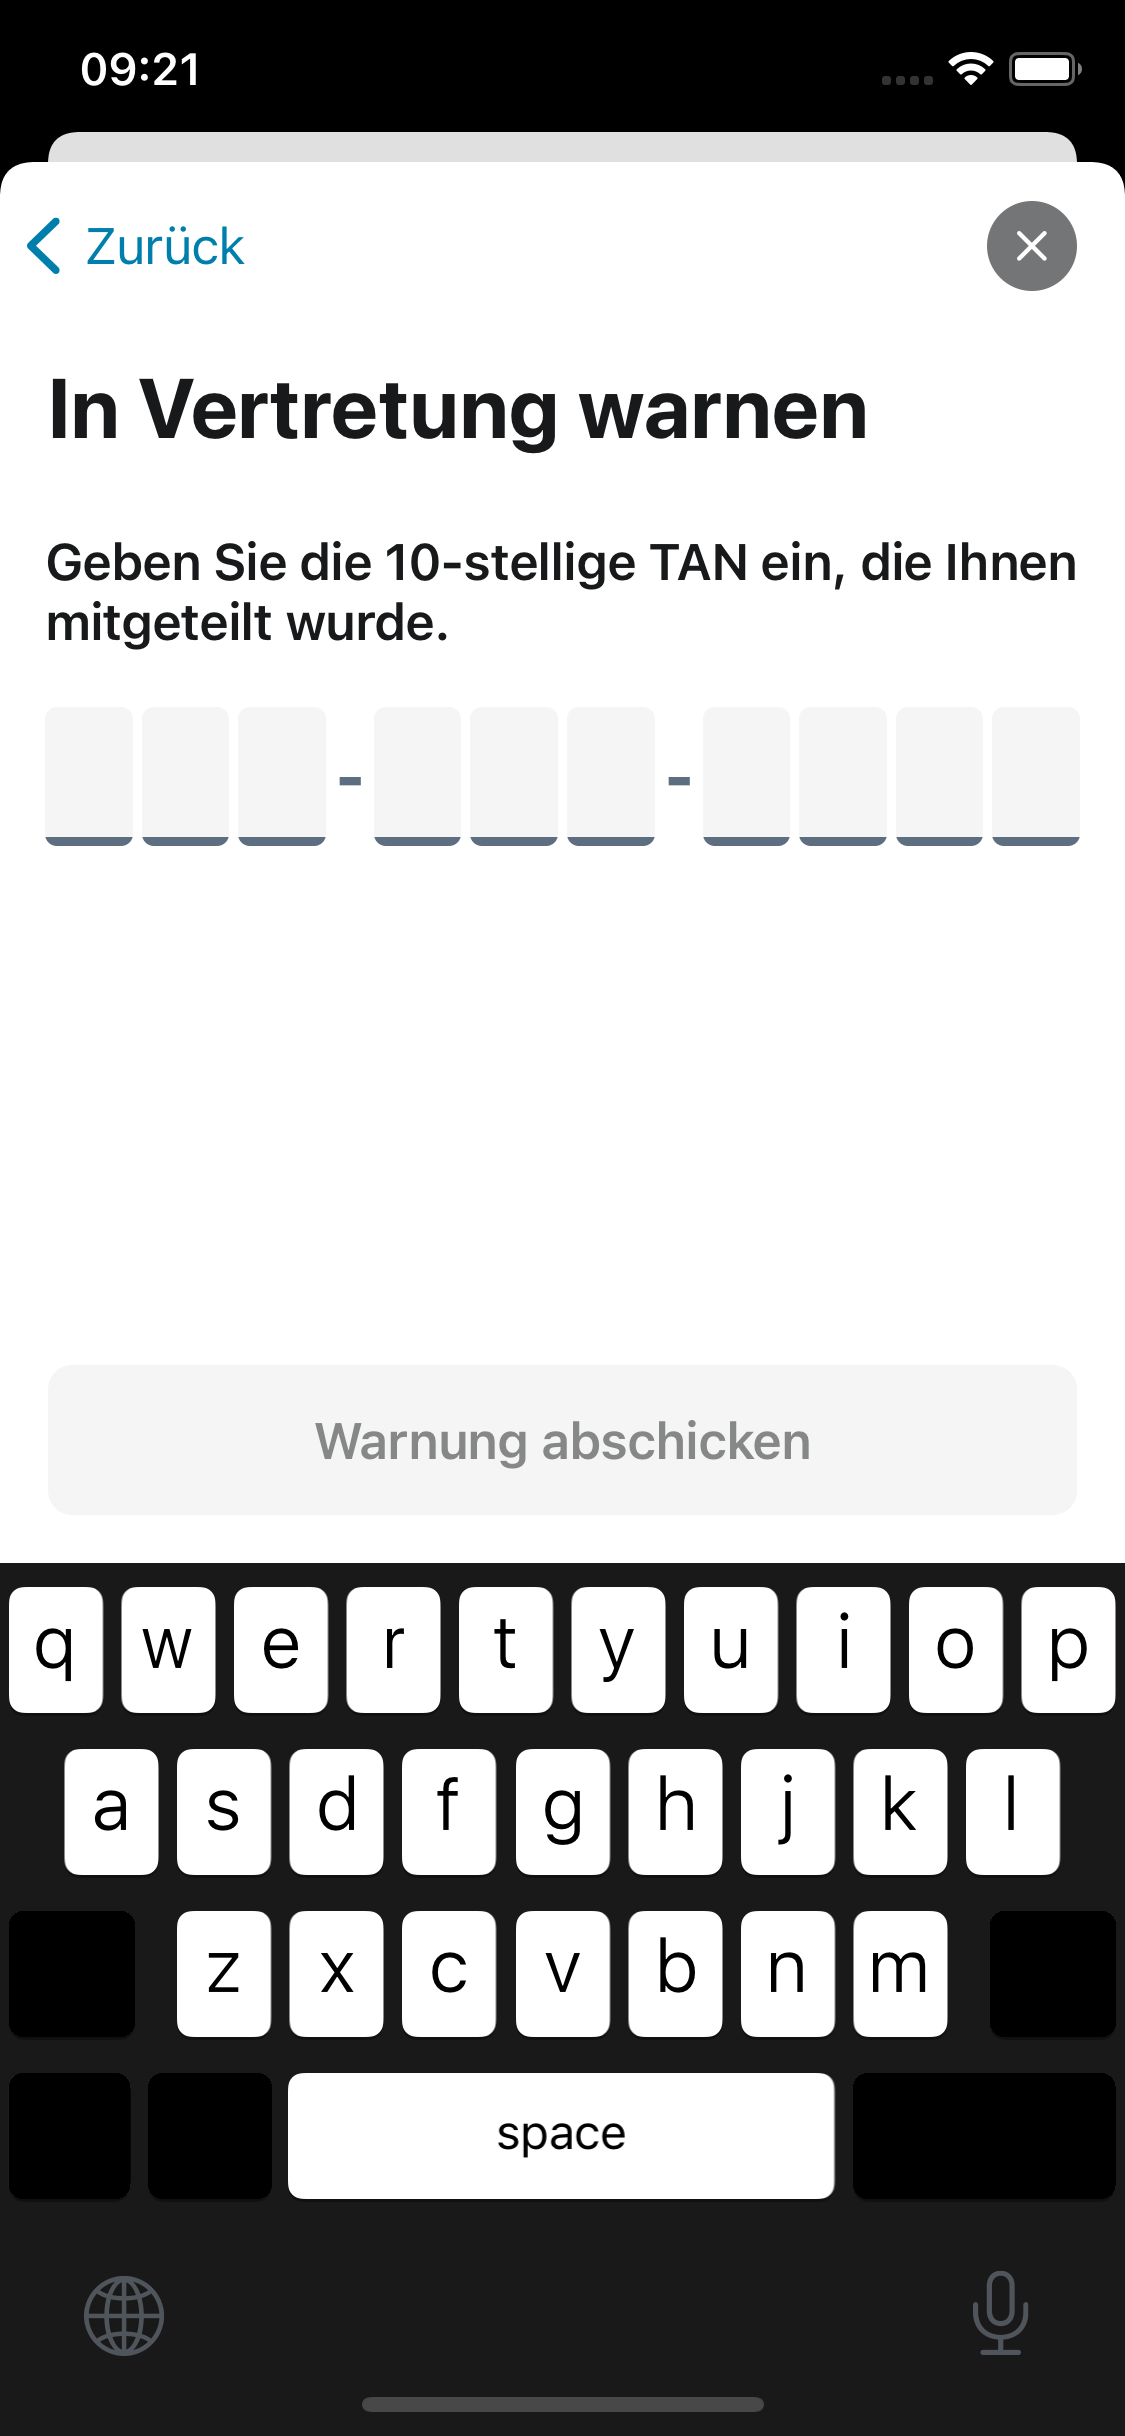 09:21
Zurück
In Vertretung warnen
Geben Sie die 10-stellige TAN ein, die Ihnen
mitgeteilt wurde.
- -
Warnung abschicken
q w e r t y u i o p
a s d f g h j k l
z x c v b n m
space